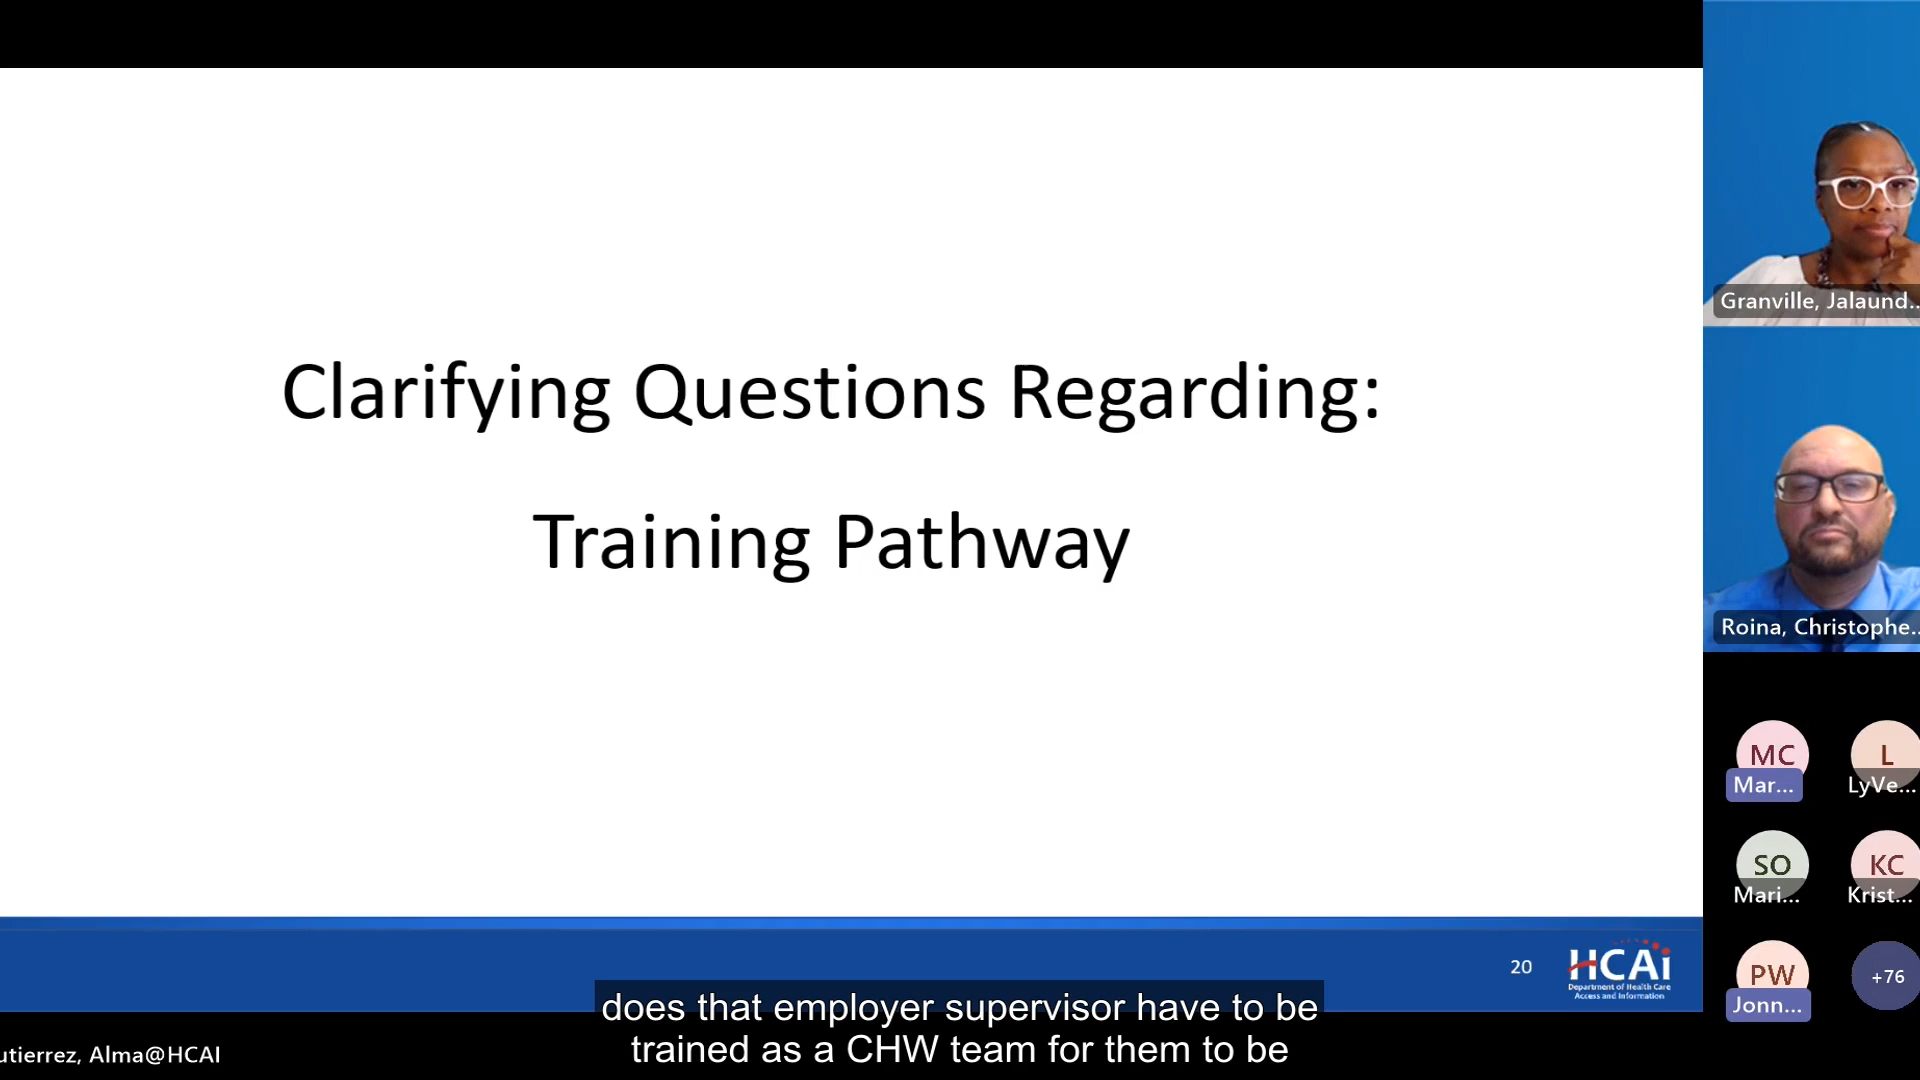 Clarifying Questions Regarding:
Training Pathway
20
HCAi
Department of Health Care
Access and Information
does that employer supervisor have to be
trained as a CHW team for them to be
utierrez, Alma@HCAI
Granville, Jalaund...
Roina, Christophe...
MC
Mar...
L
LyVe...
SO
Mari...
KC
Krist...
PW
Jonn...
+76